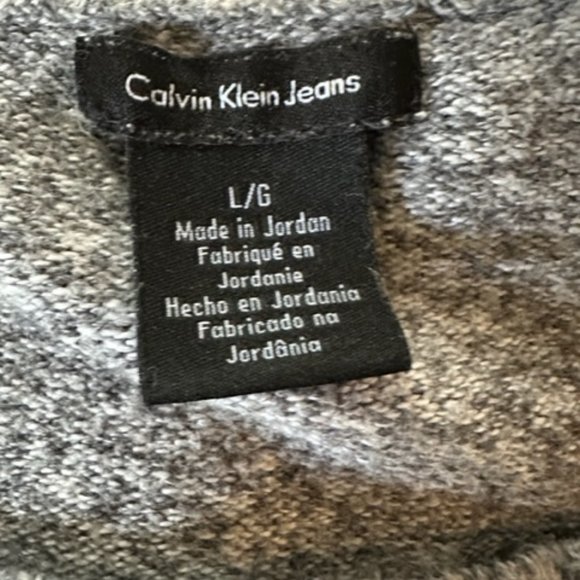 Calvin Klein Jeans
L/G
Made in Jordan
Fabriqué en
Jordanie
Hecho en Jordania
Fabricado na
Jordânia